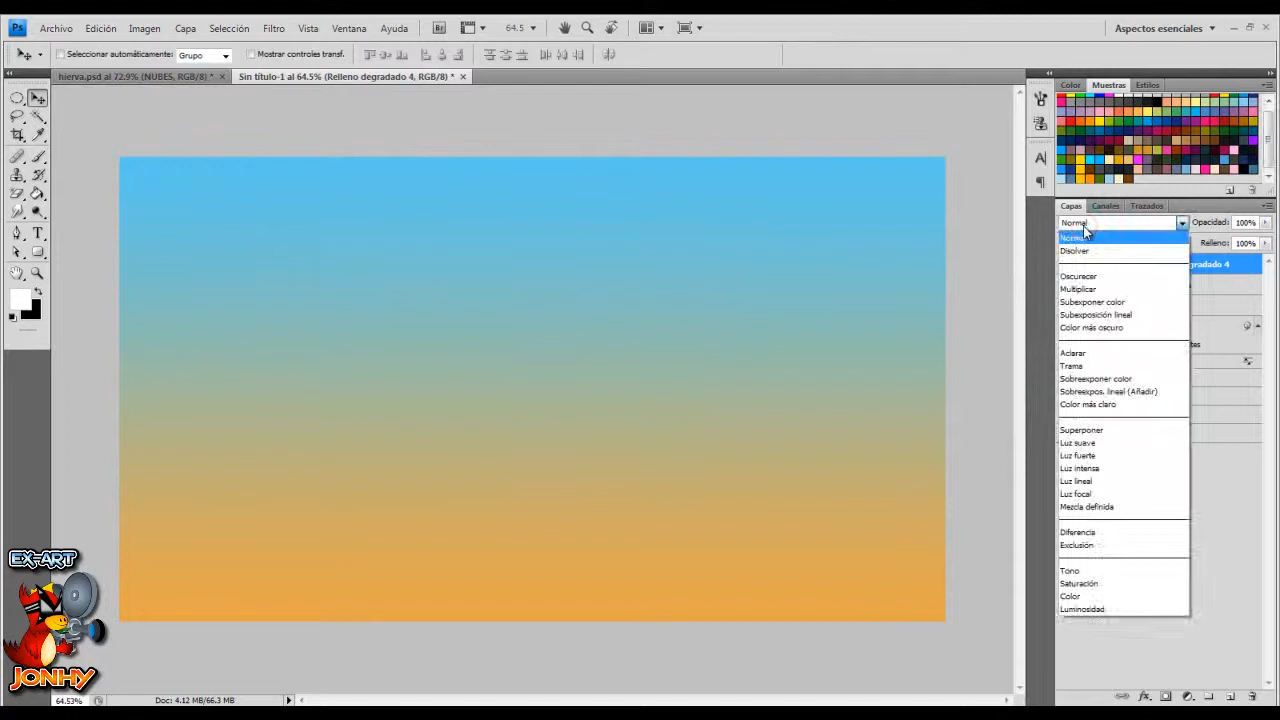 Ps Archivo Edición Imagen Capa Selección Filtro Vista Ventana Ayuda Br 64.5 Aspectos esenciales
Seleccionar automáticamente: Grupo Mostrar controles transf.
hierva.psd al 72.9% (NUBES, RGB/8) * Sin título-1 al 64.5% (Relleno degradado 4, RGB/8) *
Color Muestras Estilos
Capas Canales Trazados
Normal Opacidad: 100%
Normal
Relleno: 100%
Disolver
gradado 4
Oscurecer
Multiplicar
Subexponer color
Subexposición lineal
Color más oscuro
tes
Aclarar
Trama
Sobreexponer color
Sobreexpos. lineal (Añadir)
Color más claro
Superponer
Luz suave
Luz fuerte
Luz intensa
Luz lineal
Luz focal
Mezcla definida
Diferencia
Exclusión
Tono
Saturación
Color
Luminosidad
EX-ART
JONHY
64.53% Doc: 4.12 MB/66.3 MB